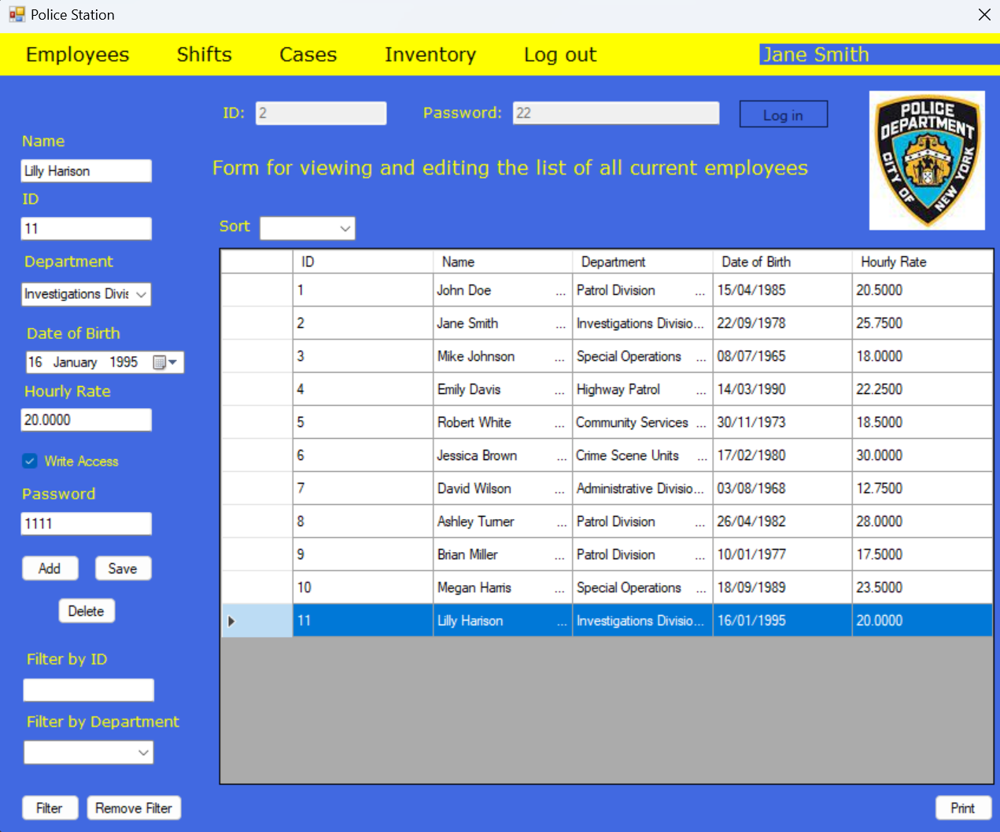 Police Station
Employees Shifts Cases Inventory Log out Jane Smith
ID: 2 Password: 22 Log in
POLICE
DEPARTMENT
CITY OF
NEW YORK
Form for viewing and editing the list of all current employees
Name
Lilly Harison
ID
11
Department
Investigations Divis
Date of Birth
16 January 1995
Hourly Rate
20.0000
Write Access
Password
1111
Add Save
Delete
Filter by ID
Filter by Department
Filter Remove Filter
Sort
ID Name Department Date of Birth Hourly Rate
1 John Doe ... Patrol Division ... 15/04/1985 20.5000
2 Jane Smith ... Investigations Divisio... 22/09/1978 25.7500
3 Mike Johnson ... Special Operations ... 08/07/1965 18.0000
4 Emily Davis ... Highway Patrol ... 14/03/1990 22.2500
5 Robert White ... Community Services ... 30/11/1973 18.5000
6 Jessica Brown ... Crime Scene Units ... 17/02/1980 30.0000
7 David Wilson ... Administrative Divisio... 03/08/1968 12.7500
8 Ashley Turner ... Patrol Division ... 26/04/1982 28.0000
9 Brian Miller ... Patrol Division ... 10/01/1977 17.5000
10 Megan Harris ... Special Operations ... 18/09/1989 23.5000
11 Lilly Harison ... Investigations Divisio... 16/01/1995 20.0000
Print